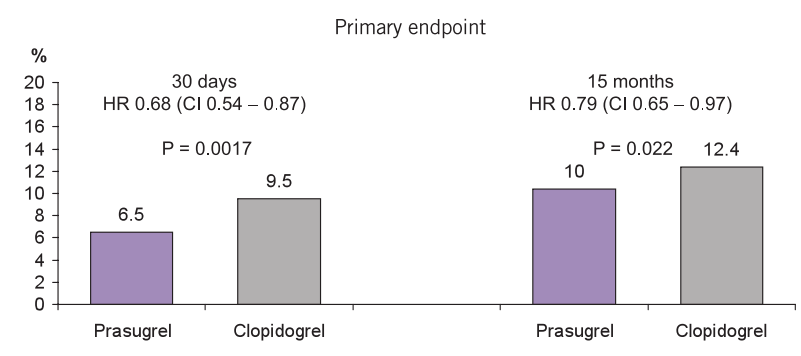 Primary endpoint
%
20
18
16
14
12
10
8
6
4
2
0
30 days
HR 0.68 (CI 0.54 – 0.87)
P = 0.0017
6.5
9.5
15 months
HR 0.79 (CI 0.65 – 0.97)
P = 0.022
10
12.4
Prasugrel
Clopidogrel
Prasugrel
Clopidogrel